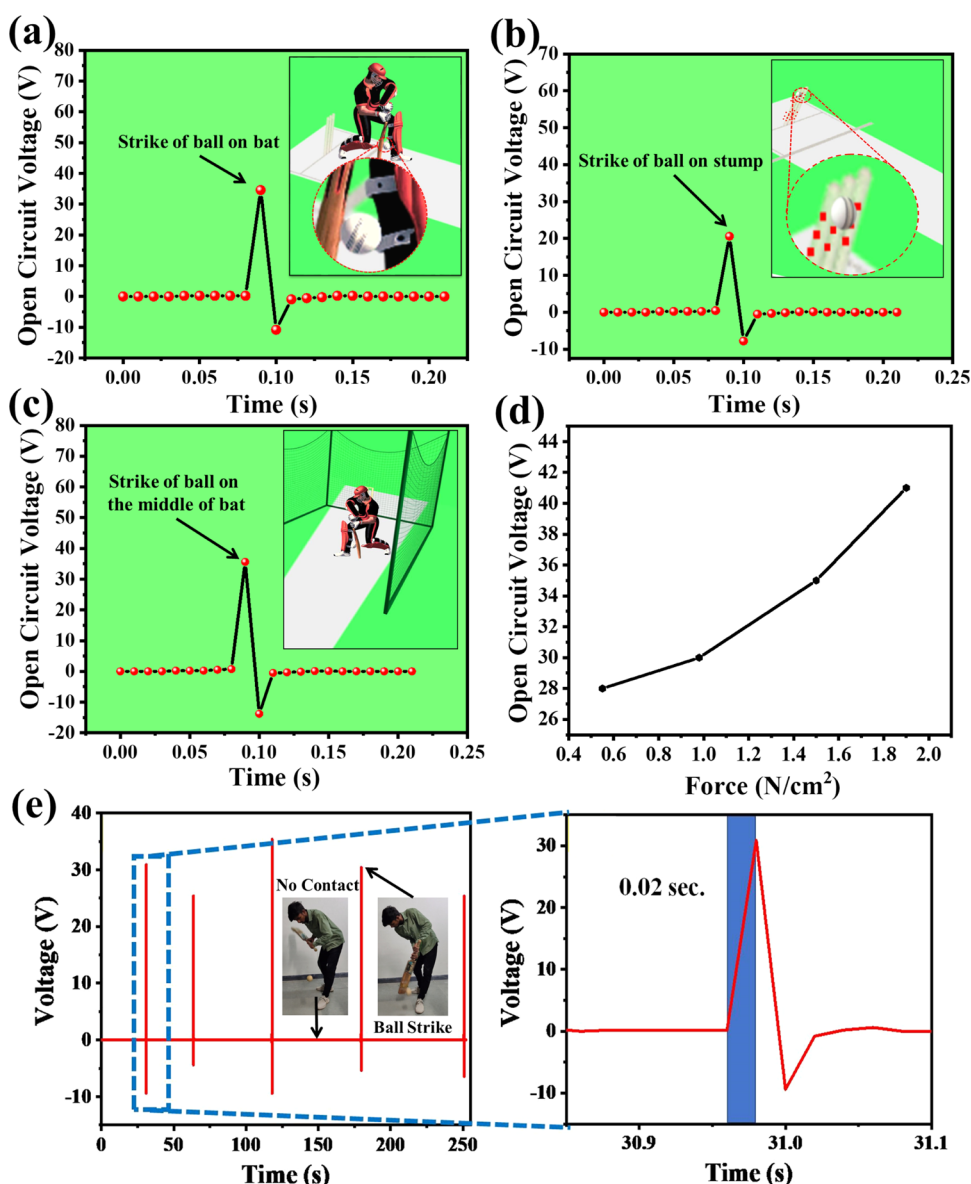 (a)
80
70
60
50
40
30
20
10
0
-10
-20
Open Circuit Voltage (V)
Strike of ball on bat
0.00 0.05 0.10 0.15 0.20
Time (s)
(b)
70
60
50
40
30
20
10
0
-10
Open Circuit Voltage (V)
Strike of ball on stump
0.00 0.05 0.10 0.15 0.20 0.25
Time (s)
(c)
80
70
60
50
40
30
20
10
0
-10
-20
Open Circuit Voltage (V)
Strike of ball on
the middle of bat
0.00 0.05 0.10 0.15 0.20 0.25
Time (s)
(d)
44
42
40
38
36
34
32
30
28
26
Open Circuit Voltage (V)
0.4 0.6 0.8 1.0 1.2 1.4 1.6 1.8 2.0
Force (N/cm²)
(e)
40
30
20
10
0
-10
Voltage (V)
No Contact
Ball Strike
0 50 100 150 200 250
Time (s)
30
20
10
0
-10
Voltage (V)
0.02 sec.
30.9 31.0 31.1
Time (s)